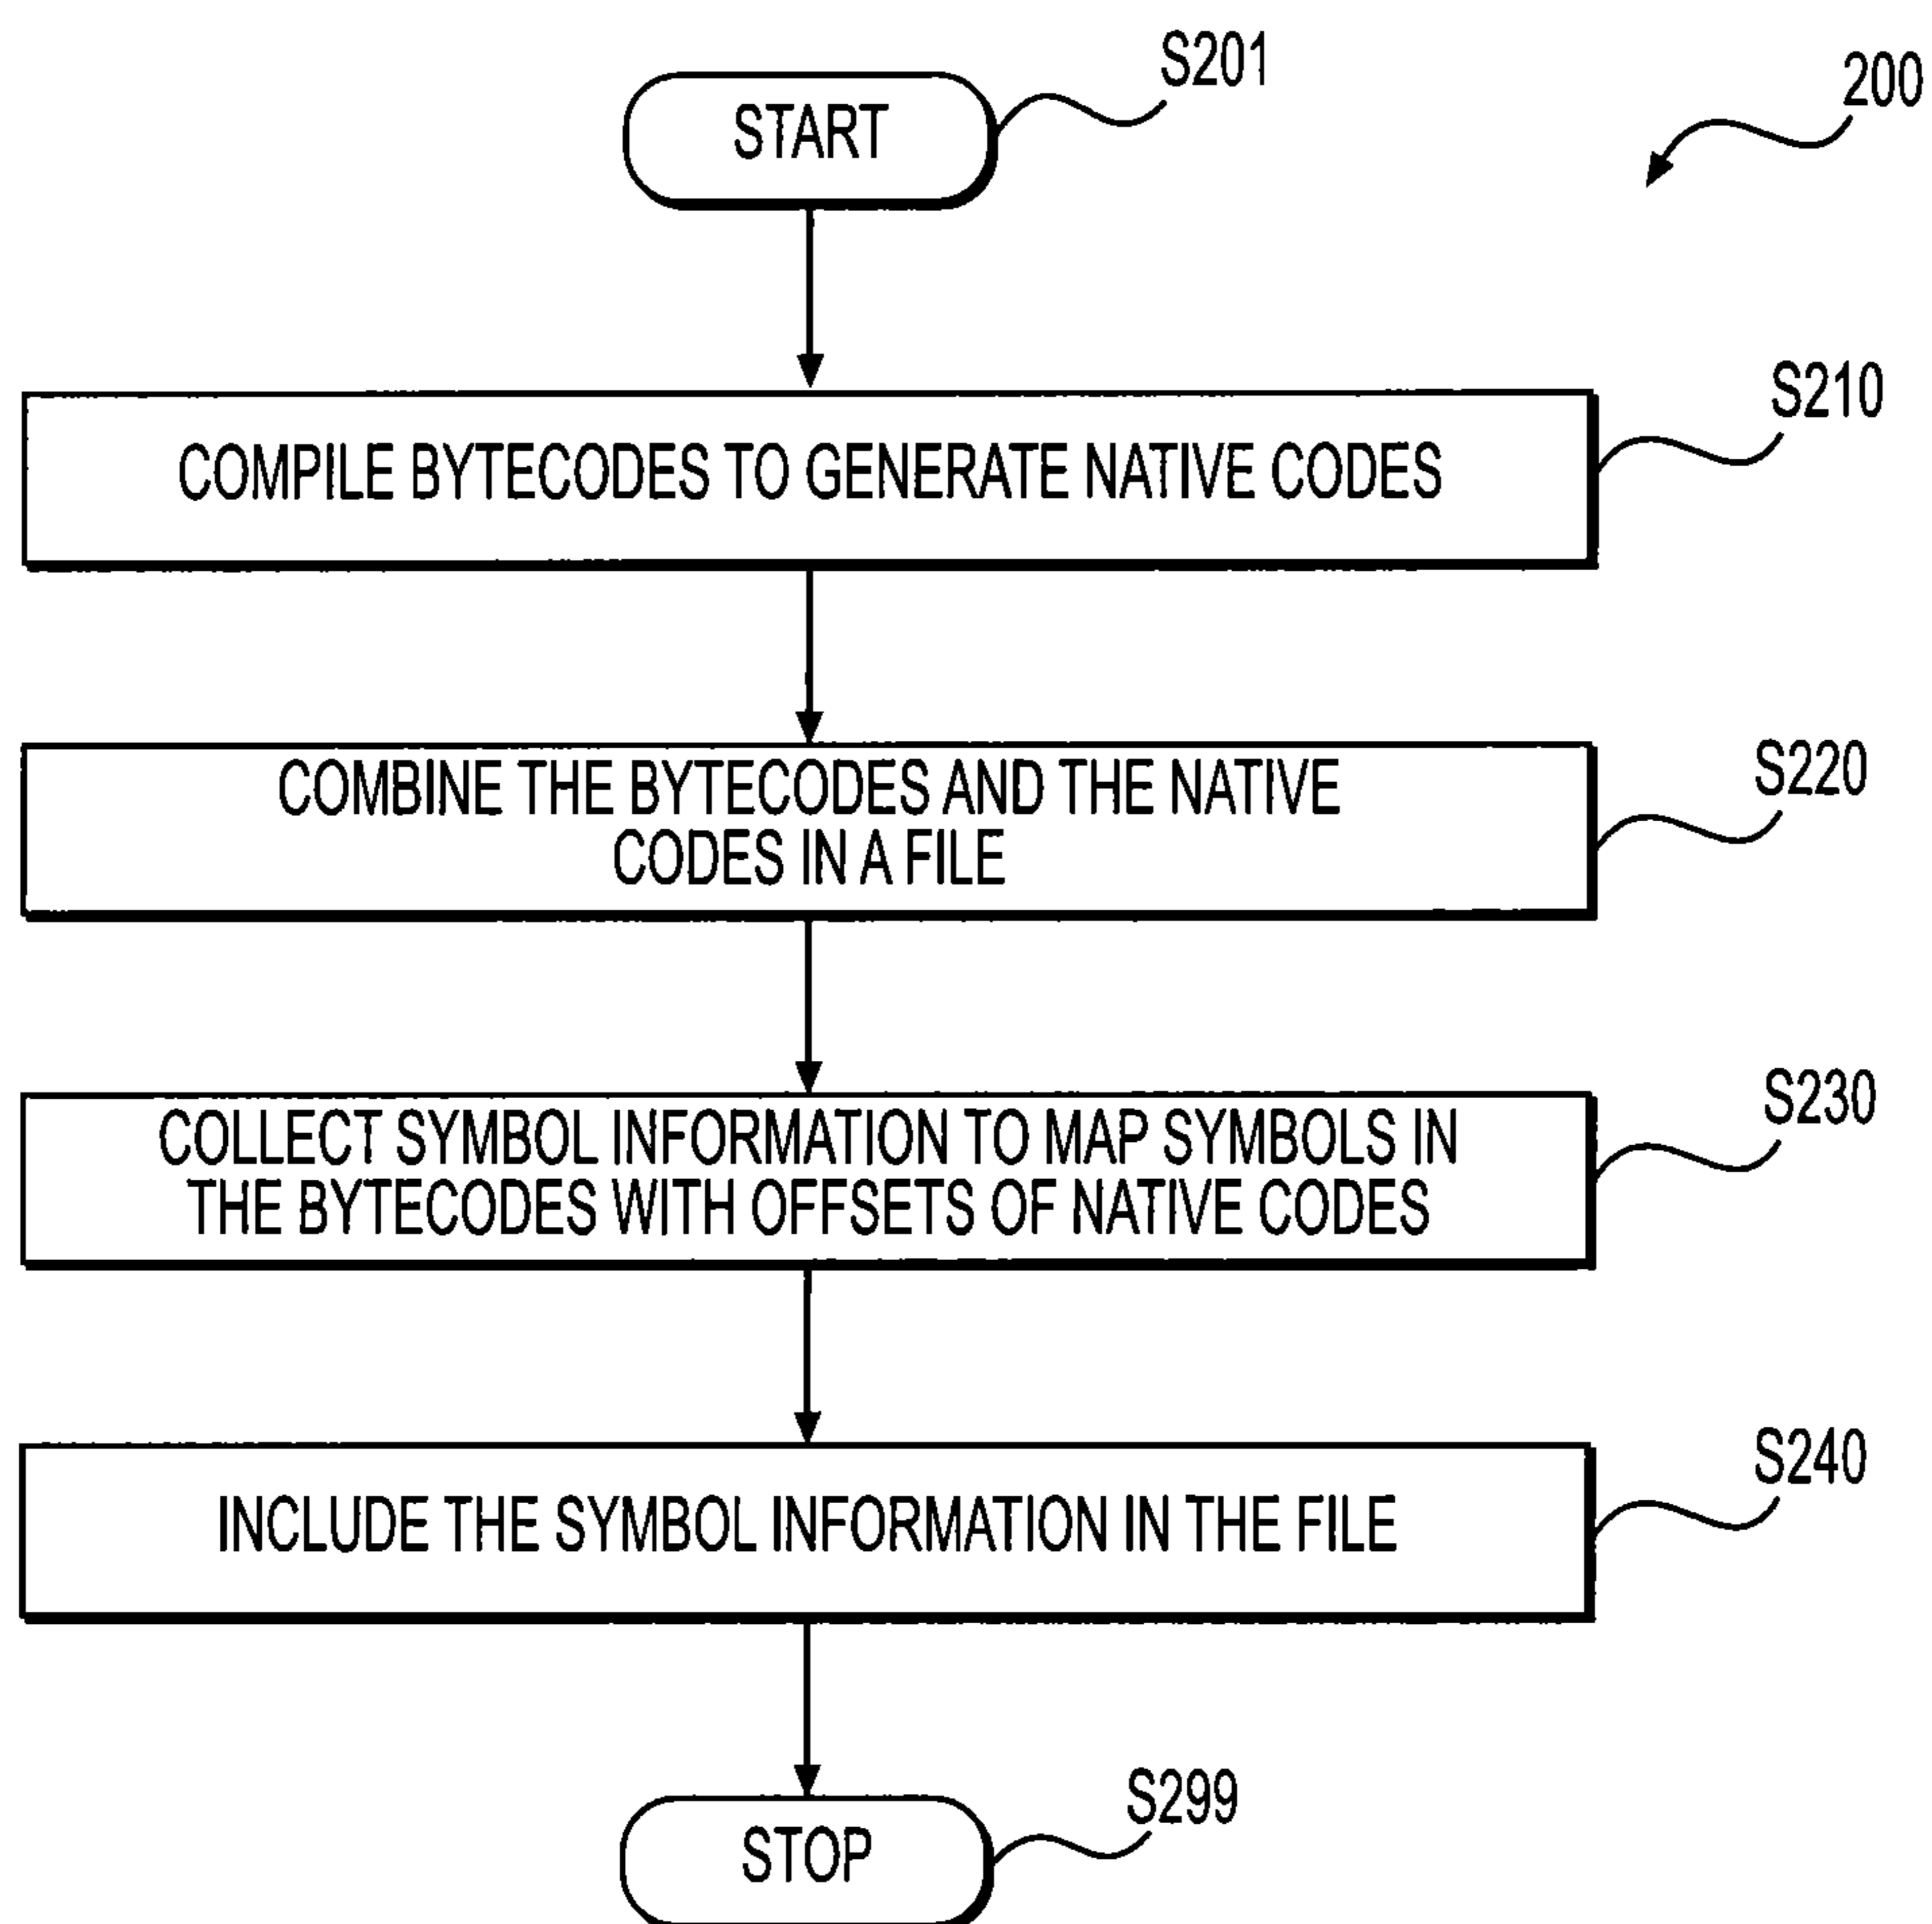 S201
200
START
S210
COMPILE BYTECODES TO GENERATE NATIVE CODES
S220
COMBINE THE BYTECODES AND THE NATIVE
CODES IN A FILE
S230
COLLECT SYMBOL INFORMATION TO MAP SYMBOLS IN
THE BYTECODES WITH OFFSETS OF NATIVE CODES
S240
INCLUDE THE SYMBOL INFORMATION IN THE FILE
S299
STOP